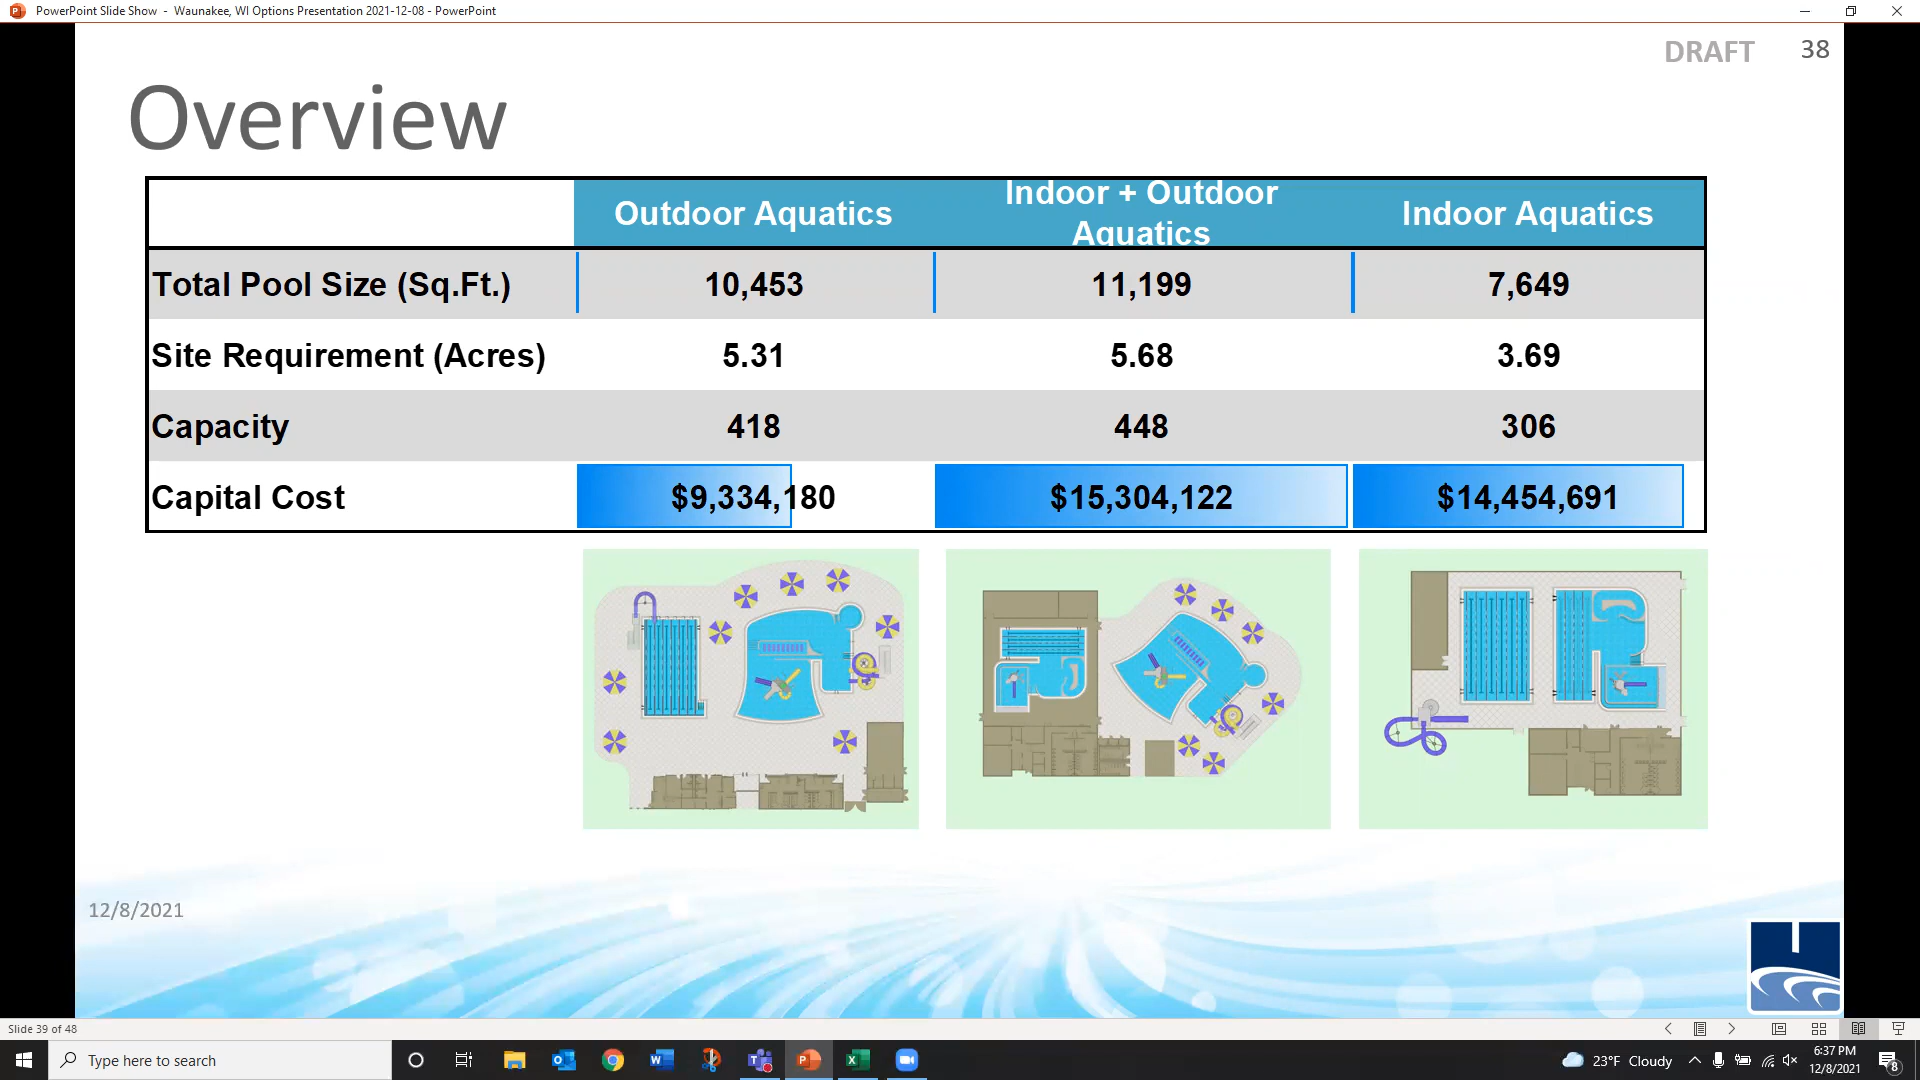 PowerPoint Slide Show - Waunakee, WI Options Presentation 2021-12-08 - PowerPoint
DRAFT 38
Overview
Outdoor Aquatics
Indoor + Outdoor
Aquatics
Indoor Aquatics
Total Pool Size (Sq.Ft.) 10,453 11,199 7,649
Site Requirement (Acres) 5.31 5.68 3.69
Capacity 418 448 306
Capital Cost $9,334,180 $15,304,122 $14,454,691
12/8/2021
Slide 39 of 48
Type here to search
23°F Cloudy
6:37 PM
12/8/2021
8